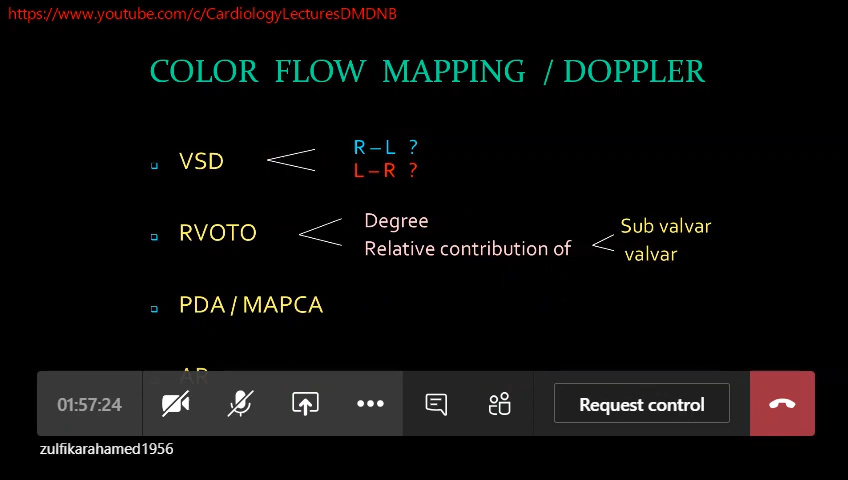 https://www.youtube.com/c/CardiologyLecturesDMDNB
COLOR FLOW MAPPING / DOPPLER
VSD
R – L ?
L – R ?
RVOTO
Degree
Relative contribution of
Sub valvar
valvar
PDA / MAPCA
AR
01:57:24
Request control
zulfikarahamed1956